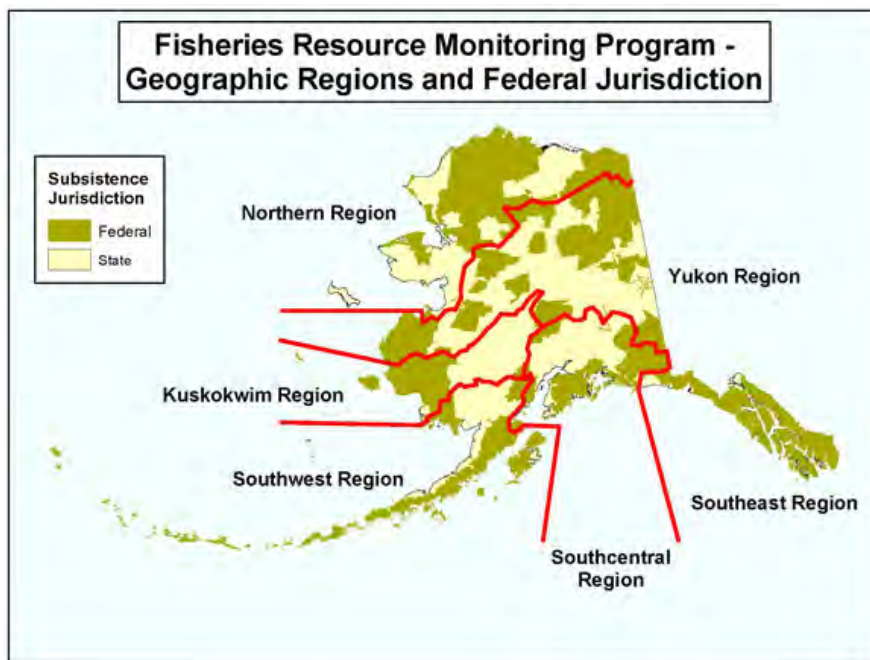 Fisheries Resource Monitoring Program -
Geographic Regions and Federal Jurisdiction
Subsistence
Jurisdiction
Federal
State
Northern Region
Yukon Region
Kuskokwim Region
Southwest Region
Southeast Region
Southcentral
Region